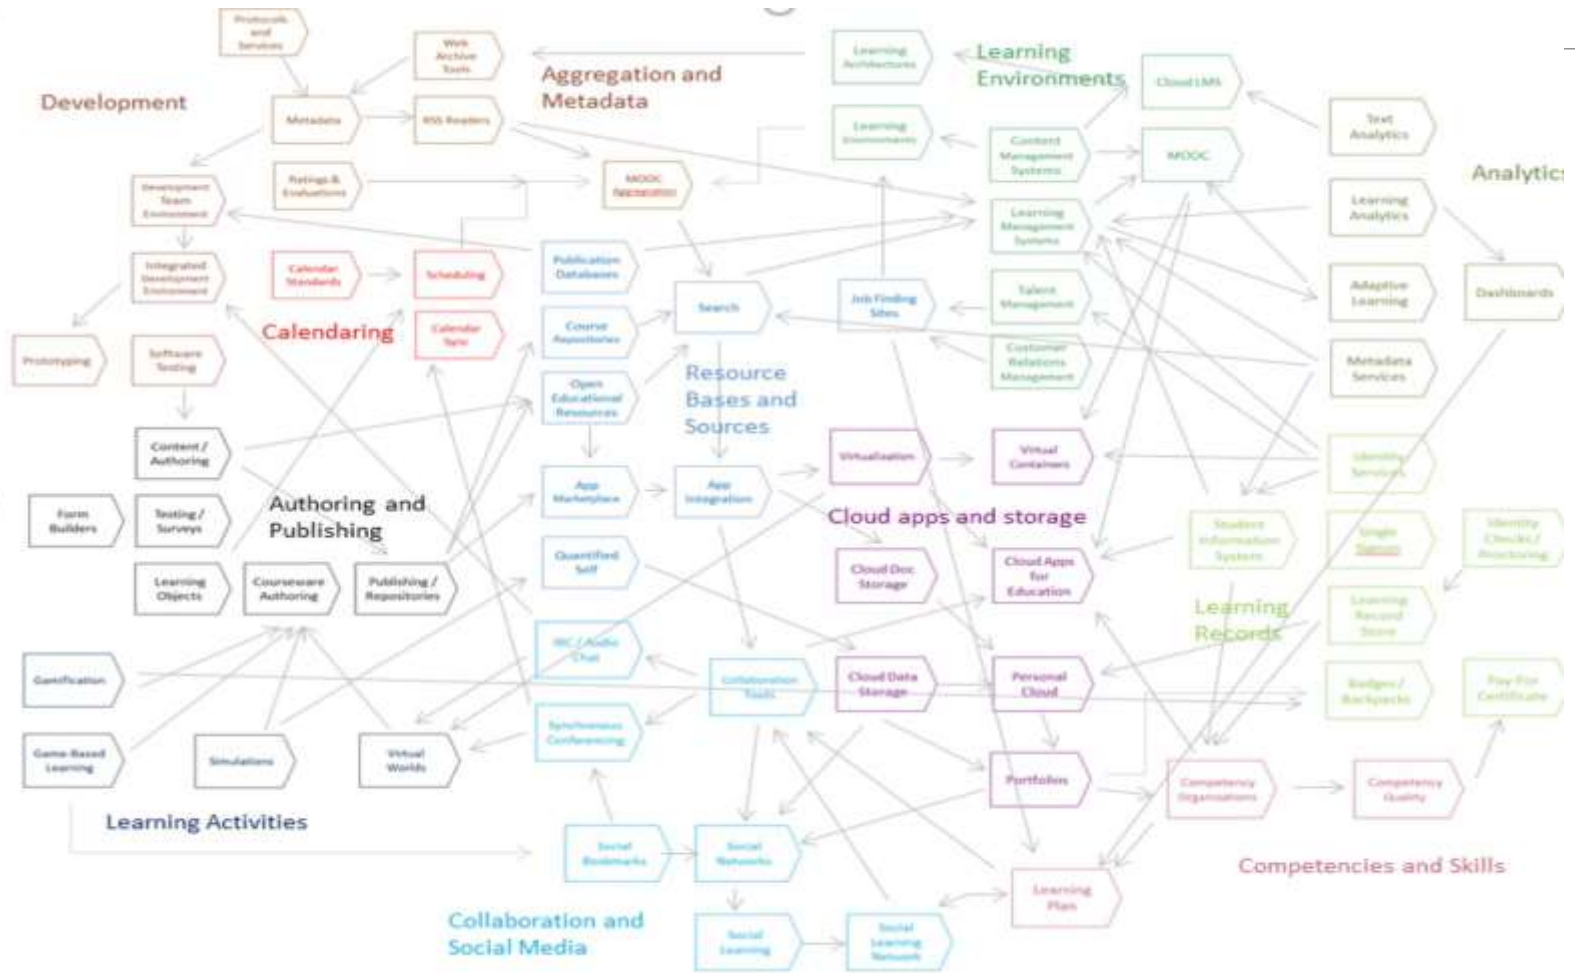 Protocols
and
Services
Web
Archive
Tools
Aggregation and
Metadata
Learning
Architectures
Learning
Environments
Cloud LMS
Development
Metadata
RSS Readers
Learning
Environments
Content
Management
Systems
MOOC
Text
Analytics
Analytics
Development
Team
Environment
Ratings &
Evaluations
MOOC
Learning
Management
Systems
Learning
Analytics
Integrated
Development
Environment
Calendar
Standards
Scheduling
Publication
Databases
Search
Job Finding
Sites
Talent
Management
Adaptive
Learning
Dashboards
Calendaring
Calendar
Sync
Course
Repositories
Prototyping
Software
Testing
Customer
Relations
Management
Metadata
Services
Open
Educational
Resources
Resource
Bases and
Sources
Content /
Authoring
Virtualization
Virtual
Containers
Identity
Services
Form
Builders
Testing /
Surveys
Authoring and
Publishing
App
Marketplace
App
Integration
Cloud apps and storage
Student
Information
System
Single
Signon
Identity
Checks /
Proctoring
Learning
Objects
Courseware
Authoring
Publishing /
Repositories
Quantified
Self
Cloud Doc
Storage
Cloud Apps
for
Education
Learning
Records
Learning
Record
Store
Gamification
IRC / Audio
Chat
Collaboration
Tools
Cloud Data
Storage
Personal
Cloud
Badges /
Backpacks
Pay-For
Certificate
Game-Based
Learning
Simulations
Virtual
Worlds
Synchronous
Conferencing
Portfolios
Competency
Organizations
Competency
Quality
Learning Activities
Social
Bookmarks
Social
Networks
Learning
Plan
Competencies and Skills
Collaboration and
Social Media
Social
Learning
Social
Learning
Network